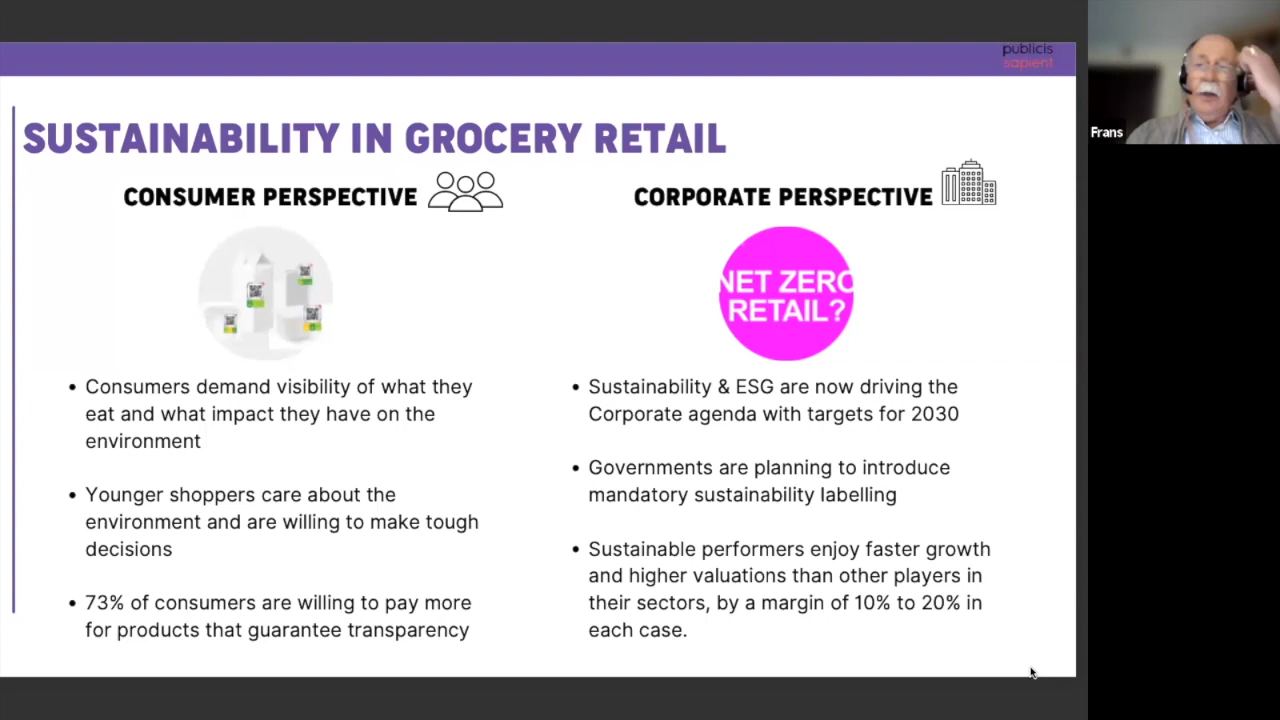 publicis
sapient
Frans
SUSTAINABILITY IN GROCERY RETAIL
CONSUMER PERSPECTIVE
• Consumers demand visibility of what they
eat and what impact they have on the
environment
• Younger shoppers care about the
environment and are willing to make tough
decisions
• 73% of consumers are willing to pay more
for products that guarantee transparency
CORPORATE PERSPECTIVE
NET ZERO
RETAIL?
• Sustainability & ESG are now driving the
Corporate agenda with targets for 2030
• Governments are planning to introduce
mandatory sustainability labelling
• Sustainable performers enjoy faster growth
and higher valuations than other players in
their sectors, by a margin of 10% to 20% in
each case.